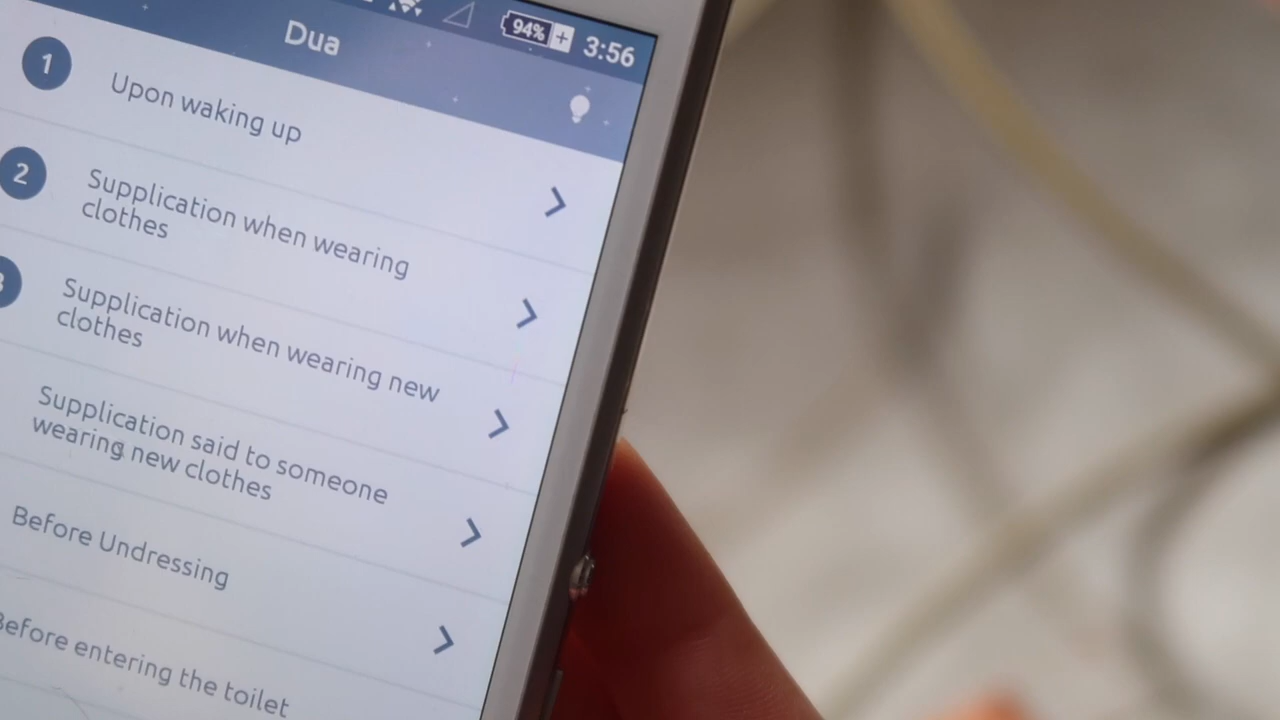 94%
3:56
Dua
1
Upon waking up
2
Supplication when wearing
clothes
3
Supplication when wearing new
clothes
Supplication said to someone
wearing new clothes
Before Undressing
Before entering the toilet